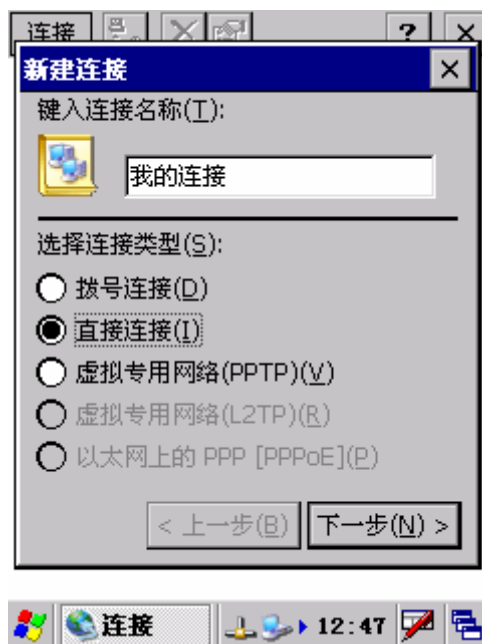 连接 ? ×
新建连接 ×
键入连接名称(T):
我的连接
选择连接类型(S):
拨号连接(D)
直接连接(I)
虚拟专用网络(PPTP)(V)
虚拟专用网络(L2TP)(R)
以太网上的 PPP [PPPoE](P)
< 上一步(B) 下一步(N) >
连接 12:47